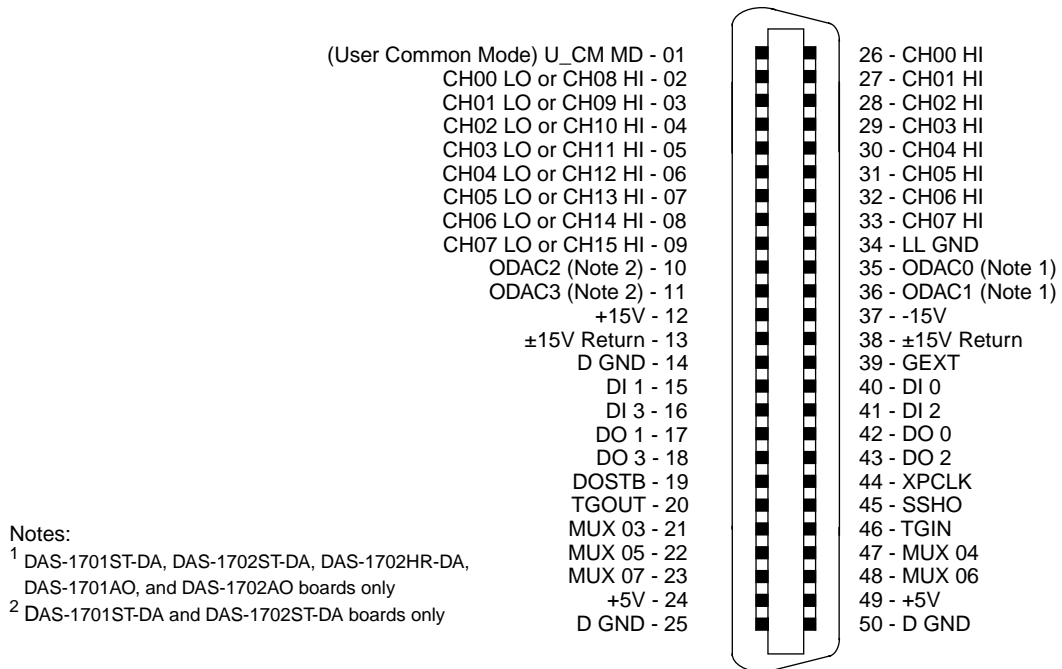 (User Common Mode) U_CM MD - 01
CH00 LO or CH08 HI - 02
CH01 LO or CH09 HI - 03
CH02 LO or CH10 HI - 04
CH03 LO or CH11 HI - 05
CH04 LO or CH12 HI - 06
CH05 LO or CH13 HI - 07
CH06 LO or CH14 HI - 08
CH07 LO or CH15 HI - 09
ODAC2 (Note 2) - 10
ODAC3 (Note 2) - 11
+15V - 12
±15V Return - 13
D GND - 14
DI 1 - 15
DI 3 - 16
DO 1 - 17
DO 3 - 18
DOSTB - 19
TGOUT - 20
MUX 03 - 21
MUX 05 - 22
MUX 07 - 23
+5V - 24
D GND - 25
26 - CH00 HI
27 - CH01 HI
28 - CH02 HI
29 - CH03 HI
30 - CH04 HI
31 - CH05 HI
32 - CH06 HI
33 - CH07 HI
34 - LL GND
35 - ODAC0 (Note 1)
36 - ODAC1 (Note 1)
37 - -15V
38 - ±15V Return
39 - GEXT
40 - DI 0
41 - DI 2
42 - DO 0
43 - DO 2
44 - XPCLK
45 - SSHO
46 - TGIN
47 - MUX 04
48 - MUX 06
49 - +5V
50 - D GND
Notes:
1 DAS-1701ST-DA, DAS-1702ST-DA, DAS-1702HR-DA,
DAS-1701AO, and DAS-1702AO boards only
2 DAS-1701ST-DA and DAS-1702ST-DA boards only